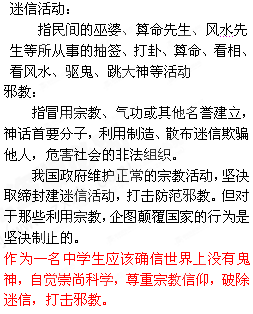 迷信活动：
指民间的巫婆、算命先生、风水先
生等所从事的抽签、打卦、算命、看相、
看风水、驱鬼、跳大神等活动
邪教：
指冒用宗教、气功或其他名誉建立，
神话首要分子，利用制造、散布迷信欺骗
他人，危害社会的非法组织。
我国政府维护正常的宗教活动，坚决
取缔封建迷信活动，打击防范邪教。但对
于那些利用宗教，企图颠覆国家的行为是
坚决制止的。
作为一名中学生应该确信世界上没有鬼
神，自觉崇尚科学，尊重宗教信仰，破除
迷信，打击邪教。